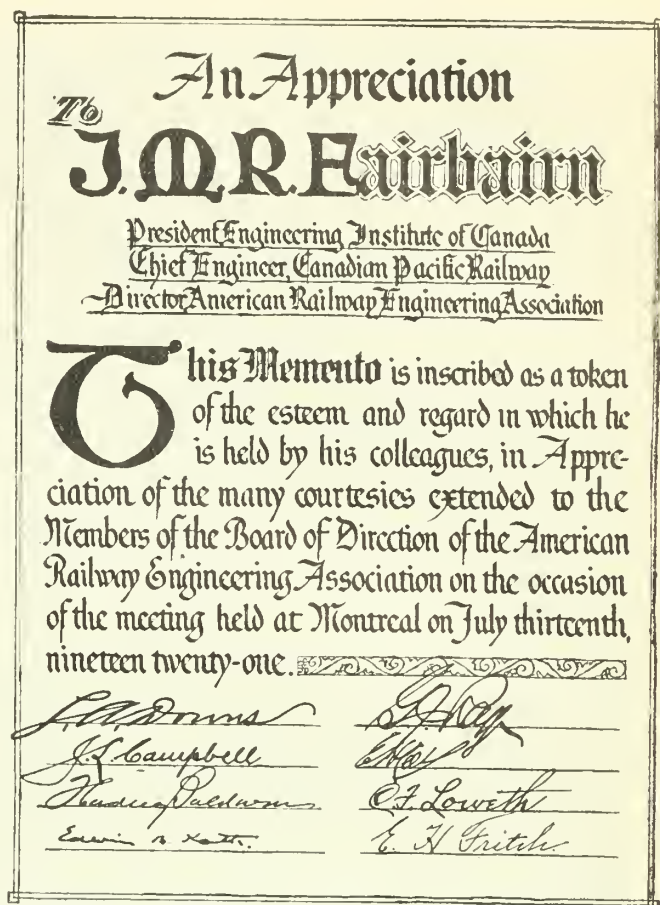 An Appreciation
To
J.M.R. Fairbairn
President Engineering Institute of Canada
Chief Engineer, Canadian Pacific Railway
Director, American Railway Engineering Association
This Memento is inscribed as a token
of the esteem and regard in which he
is held by his colleagues, in Appre-
ciation of the many courtesies extended to the
Members of the Board of Direction of the American
Railway Engineering Association on the occasion
of the meeting held at Montreal on July thirteenth,
nineteen twenty-one.
L.A. Downs
J.L. Campbell
Baldwin
C.F. Loweth
Edwin
E. H. Fritch